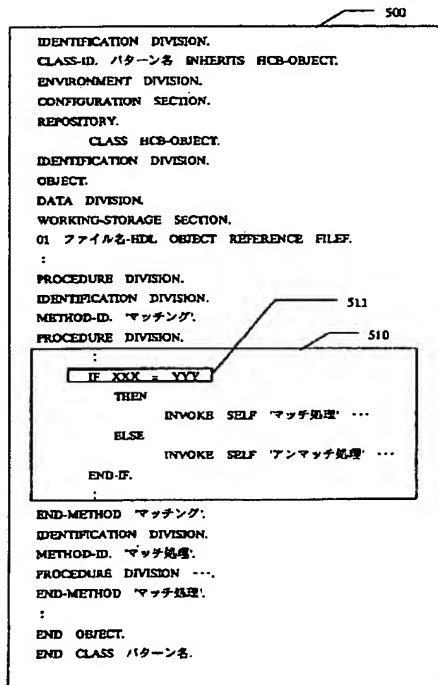 500
IDENTIFICATION DIVISION.
CLASS-ID. パターン名 INHERITS HCB-OBJECT.
ENVIRONMENT DIVISION.
CONFIGURATION SECTION.
REPOSITORY.
CLASS HCB-OBJECT.
IDENTIFICATION DIVISION.
OBJECT.
DATA DIVISION.
WORKING-STORAGE SECTION.
01 ファイル名-HDL OBJECT REFERENCE FILEF.
:
PROCEDURE DIVISION.
IDENTIFICATION DIVISION.
511
METHOD-ID. 'マッチング'.
PROCEDURE DIVISION.
510
:
IF XXX = YYY
THEN
INVOKE SELF 'マッチ処理' ···
ELSE
INVOKE SELF 'アンマッチ処理' ···
END-IF.
:
END-METHOD 'マッチング'.
IDENTIFICATION DIVISION.
METHOD-ID. 'マッチ処理'.
PROCEDURE DIVISION ···.
END-METHOD 'マッチ処理'.
:
END OBJECT.
END CLASS パターン名.